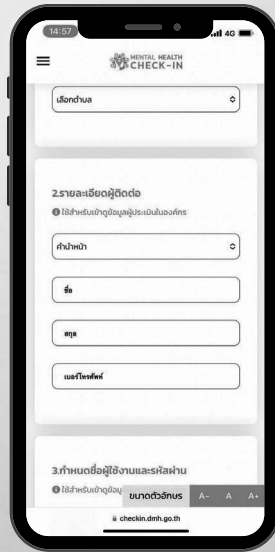 14:57
4G
MENTAL HEALTH
CHECK-IN
เลือกตำบล
2.รายละเอียดผู้ติดต่อ
ใช้สำหรับเข้าดูข้อมูลผู้ประเมินในองค์กร
คำนำหน้า
ชื่อ
สกุล
เบอร์โทรศัพท์
3.กำหนดชื่อผู้ใช้งานและรหัสผ่าน
ใช้สำหรับเข้าดูข้อมู
ขนาดตัวอักษร A- A A+
checkin.dmh.go.th